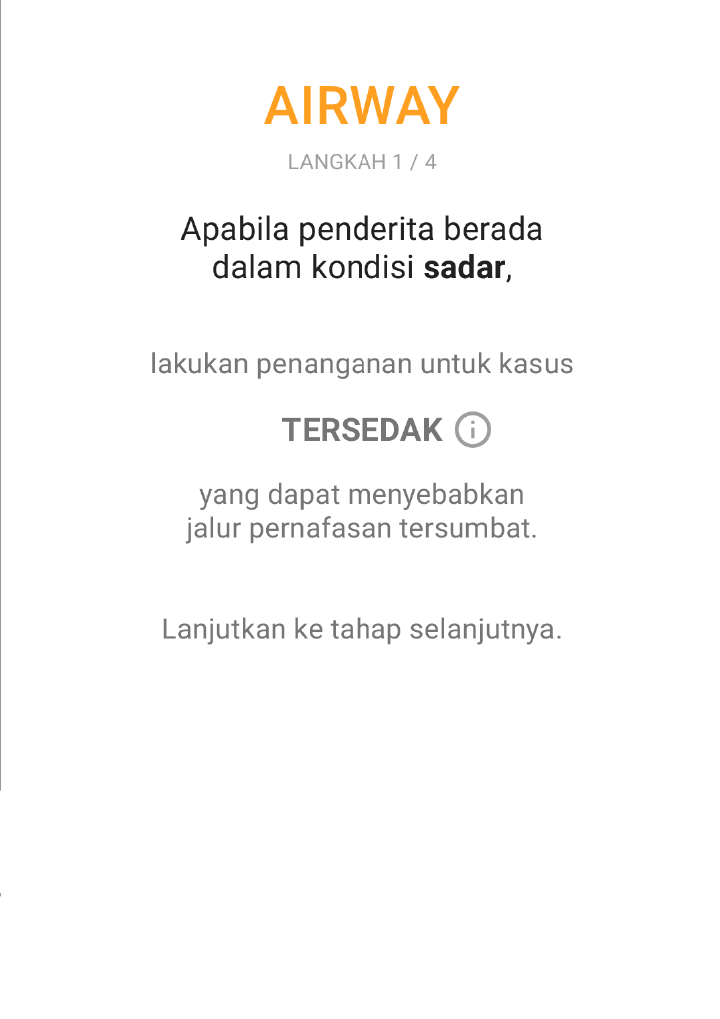 AIRWAY
LANGKAH 1 / 4
Apabila penderita berada
dalam kondisi sadar,
lakukan penanganan untuk kasus
TERSEDAK
yang dapat menyebabkan
jalur pernafasan tersumbat.
Lanjutkan ke tahap selanjutnya.